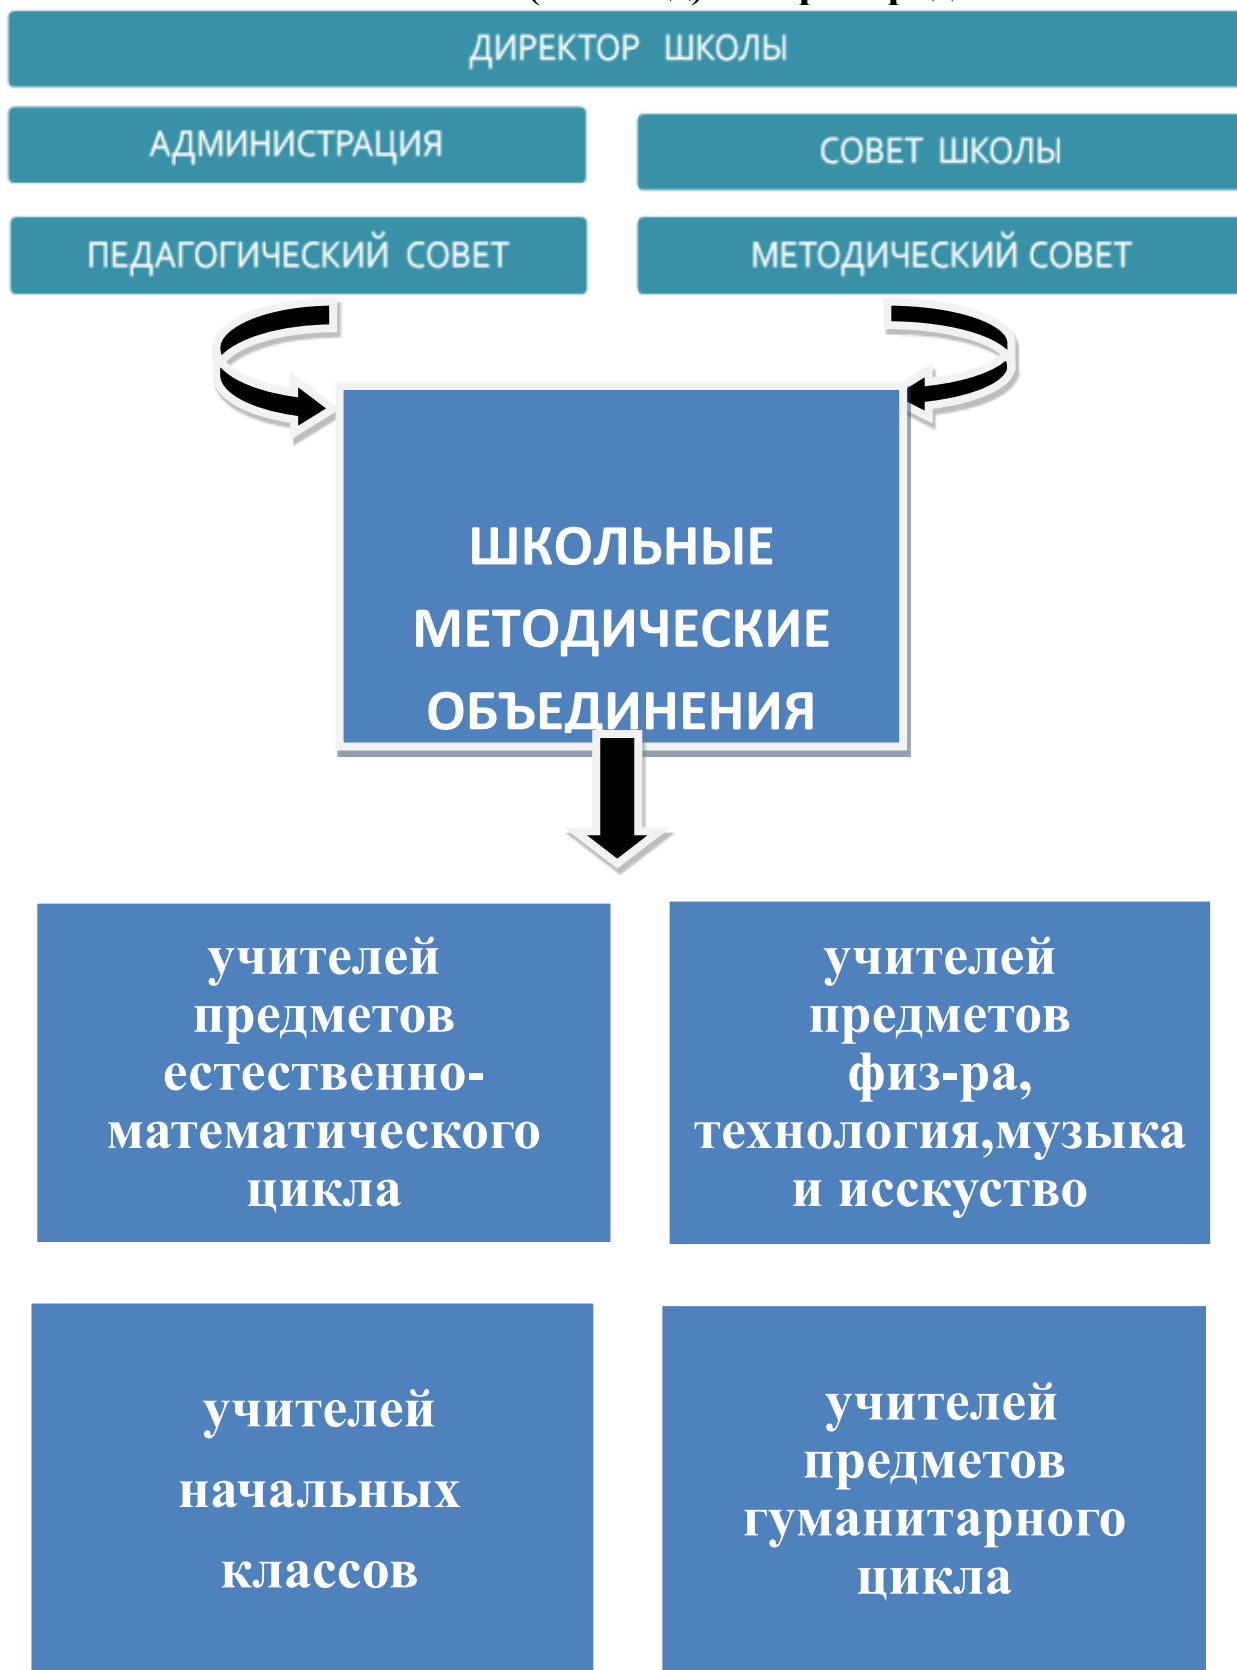 ДИРЕКТОР ШКОЛЫ
АДМИНИСТРАЦИЯ
СОВЕТ ШКОЛЫ
ПЕДАГОГИЧЕСКИЙ СОВЕТ
МЕТОДИЧЕСКИЙ СОВЕТ
ШКОЛЬНЫЕ
МЕТОДИЧЕСКИЕ
ОБЪЕДИНЕНИЯ
учителей
предметов
естественно-
математического
цикла
учителей
предметов
физ-ра,
технология,музыка
и исскуство
учителей
начальных
классов
учителей
предметов
гуманитарного
цикла